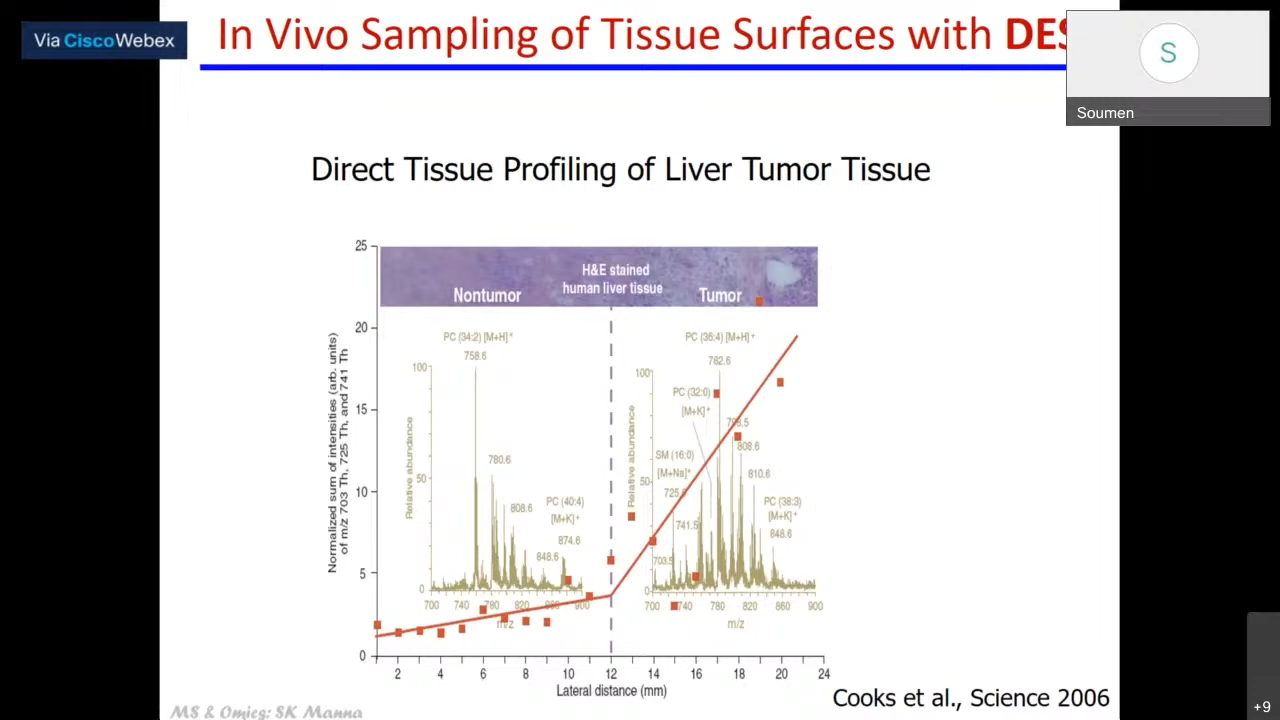 Via Cisco Webex
In Vivo Sampling of Tissue Surfaces with DES
S
Soumen
Direct Tissue Profiling of Liver Tumor Tissue
25
20
15
10
5
0
Normalized sum of intensities (arb. units)
of m/z 703 Th, 725 Th, and 741 Th
H&E stained
human liver tissue
Nontumor
Tumor
PC (34:2) [M+H]+
758.6
100
50
0
Relative abundance
780.6
808.6
PC (40:4)
[M+K]+
874.6
848.6
700 740 780 820 860 900
m/z
PC (36:4) [M+H]+
782.6
100
50
0
Relative abundance
PC (32:0)
[M+K]+
SM (16:0)
[M+Na]+
741.5
703.5
808.6
810.6
PC (38:3)
[M+K]+
848.6
700 740 780 820 860 900
m/z
2 4 6 8 10 12 14 16 18 20 22 24
Lateral distance (mm)
Cooks et al., Science 2006
MS & Omics: SK Manna
+9